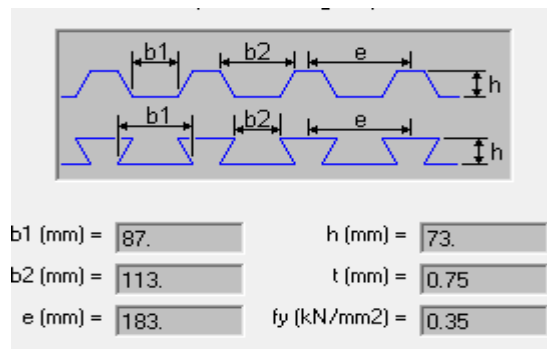 b1 b2 e h
b1 b2 e h
b1 (mm) = 87. h (mm) = 73.
b2 (mm) = 113. t (mm) = 0.75
e (mm) = 183. fy (kN/mm2) = 0.35